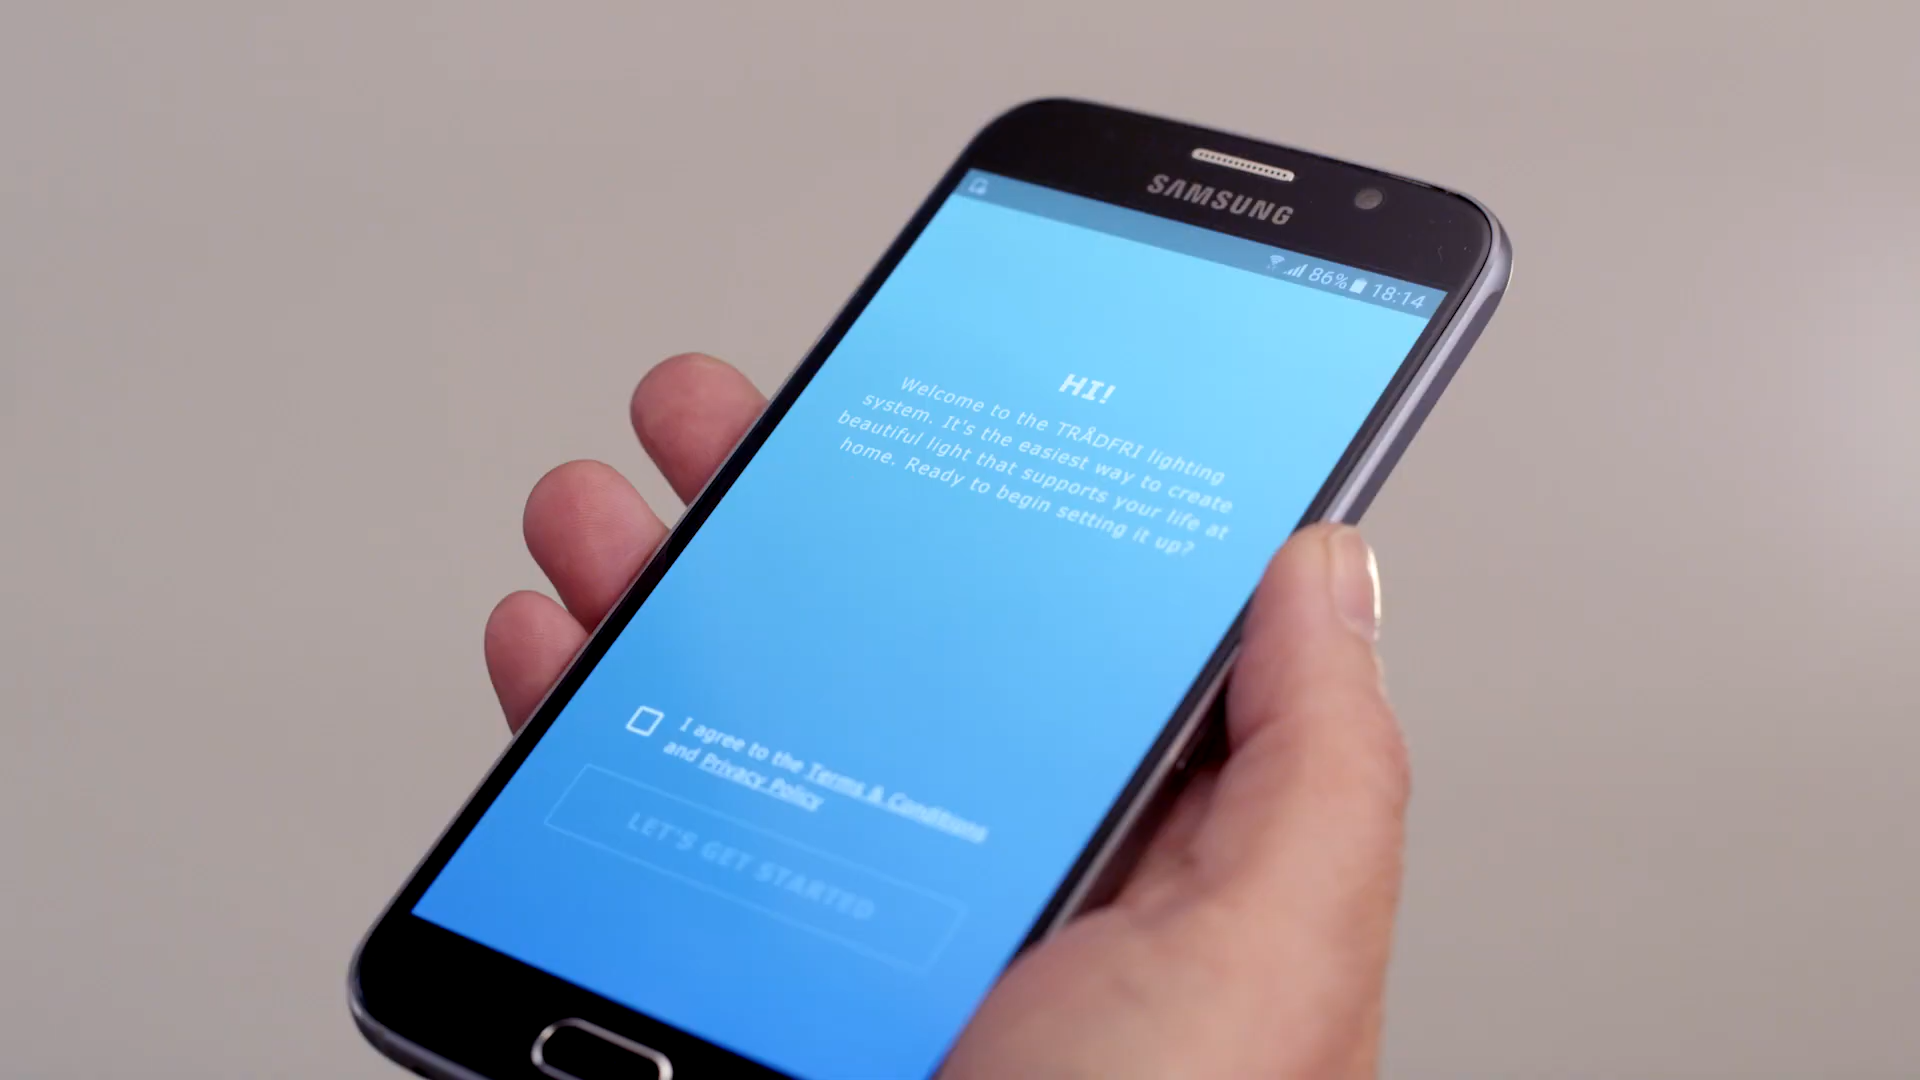 SAMSUNG
86% 18:14
HI!
Welcome to the TRÅDFRI lighting
system. It's the easiest way to create
beautiful light that supports your life at
home. Ready to begin setting it up?
I agree to the Terms & Conditions
and Privacy Policy
LET'S GET STARTED